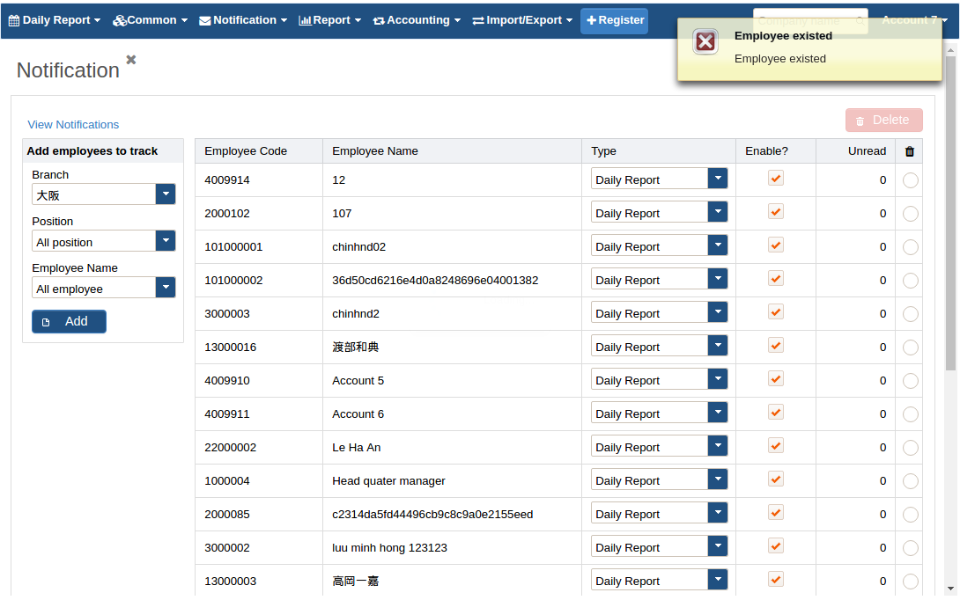 Daily Report Common Notification Report Accounting Import/Export Register Company name Account 7
Employee existed
Employee existed
Notification
View Notifications
Delete
Add employees to track
Branch
大阪
Position
All position
Employee Name
All employee
Add
Employee Code Employee Name Type Enable? Unread
4009914 12 Daily Report 0
2000102 107 Daily Report 0
101000001 chinhnd02 Daily Report 0
101000002 36d50cd6216e4d0a8248696e04001382 Daily Report 0
3000003 chinhnd2 Daily Report 0
13000016 渡部和典 Daily Report 0
4009910 Account 5 Daily Report 0
4009911 Account 6 Daily Report 0
22000002 Le Ha An Daily Report 0
1000004 Head quater manager Daily Report 0
2000085 c2314da5fd44496cb9c8c9a0e2155eed Daily Report 0
3000002 luu minh hong 123123 Daily Report 0
13000003 高岡一嘉 Daily Report 0